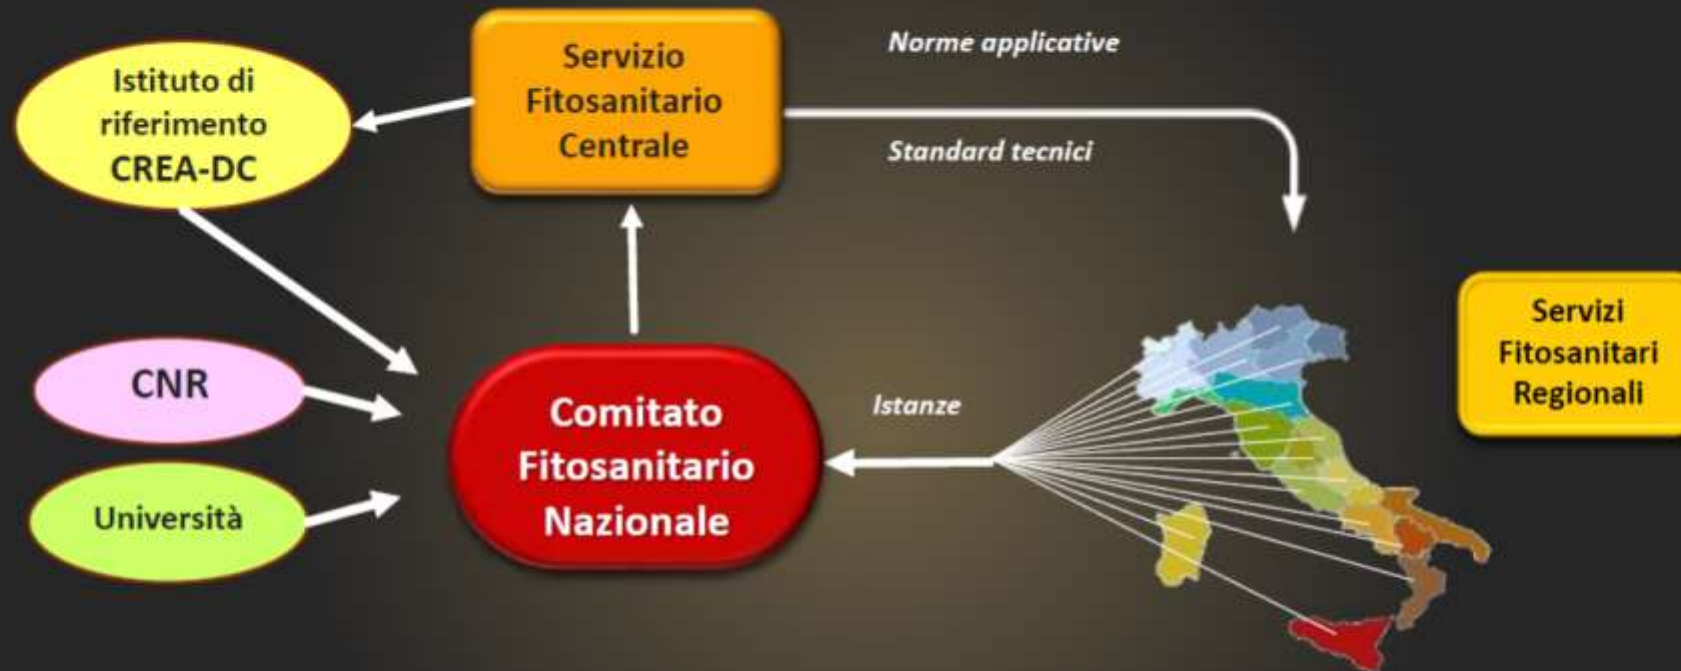 Servizio
Fitosanitario
Centrale
Norme applicative
Standard tecnici
Istituto di
riferimento
CREA-DC
CNR
Università
Comitato
Fitosanitario
Nazionale
Istanze
Servizi
Fitosanitari
Regionali